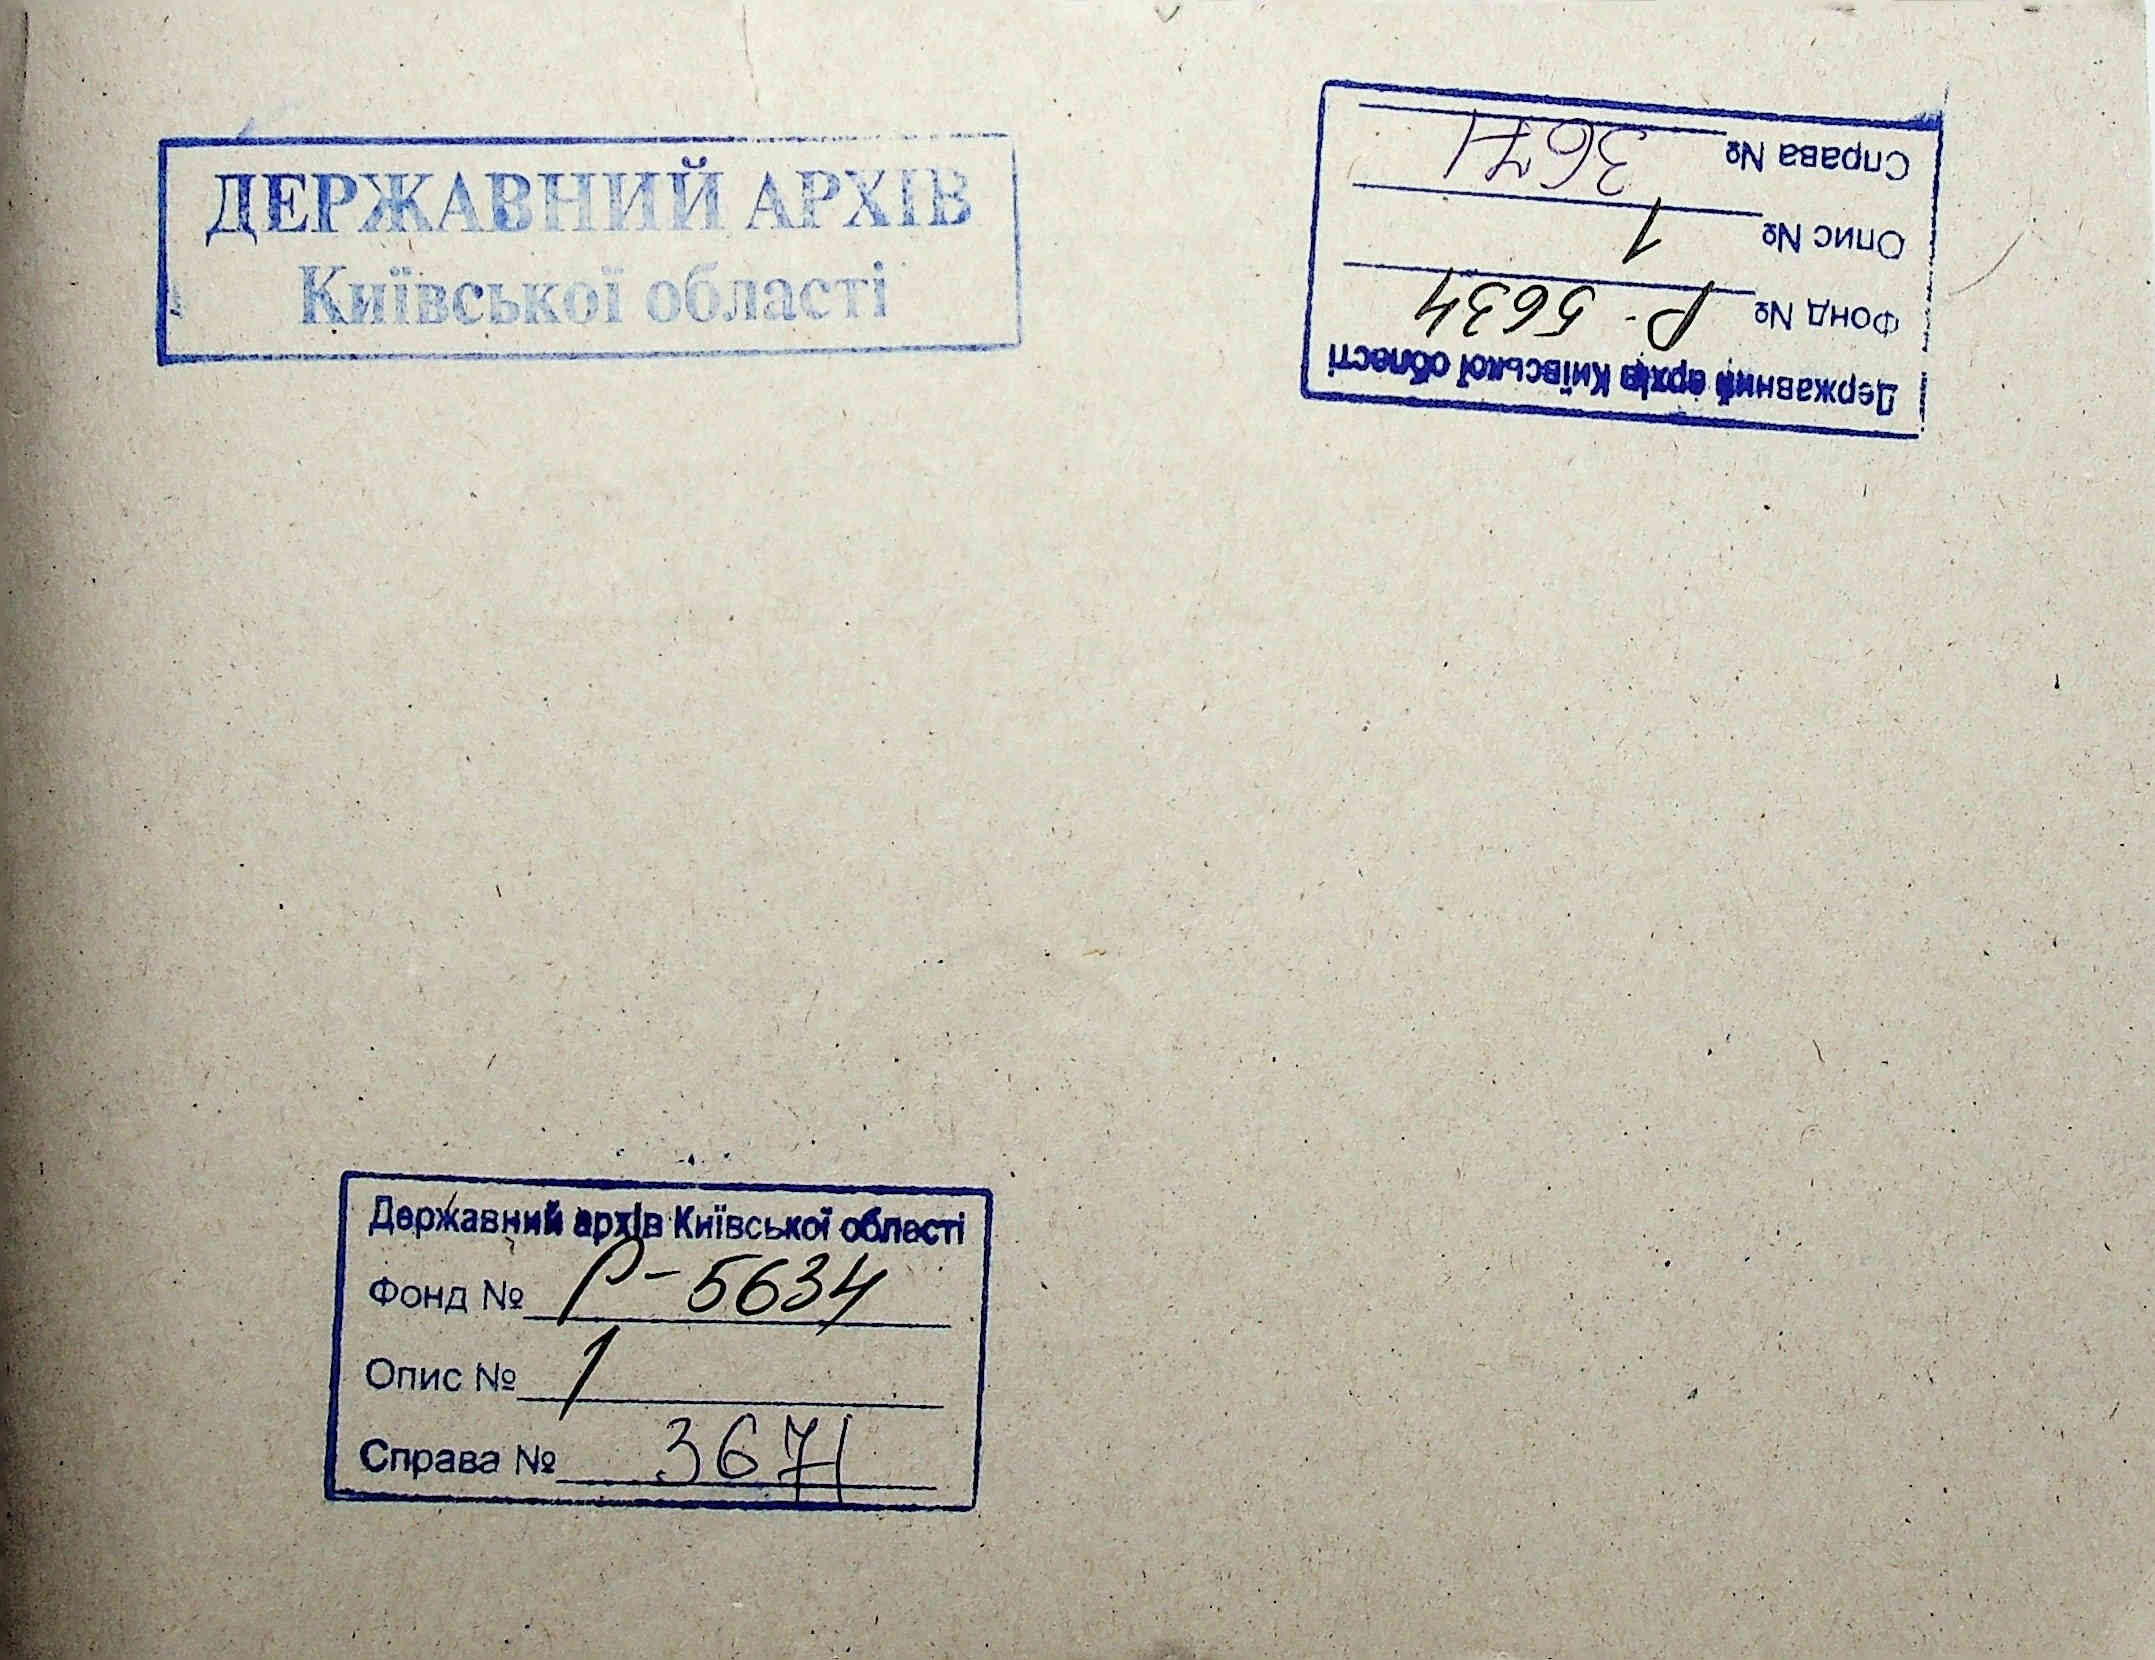 ДЕРЖАВНИЙ АРХІВ
Київської області
Державний архів Київської області
Фонд № Р-5634
Опис № 1
Справа № 3671
Державний архів Київської області
Фонд № Р-5634
Опис № 1
Справа № 3671